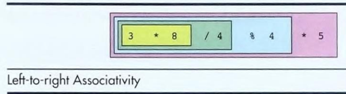 3 * 8 / 4 % 4 * 5
Left-to-right Associativity